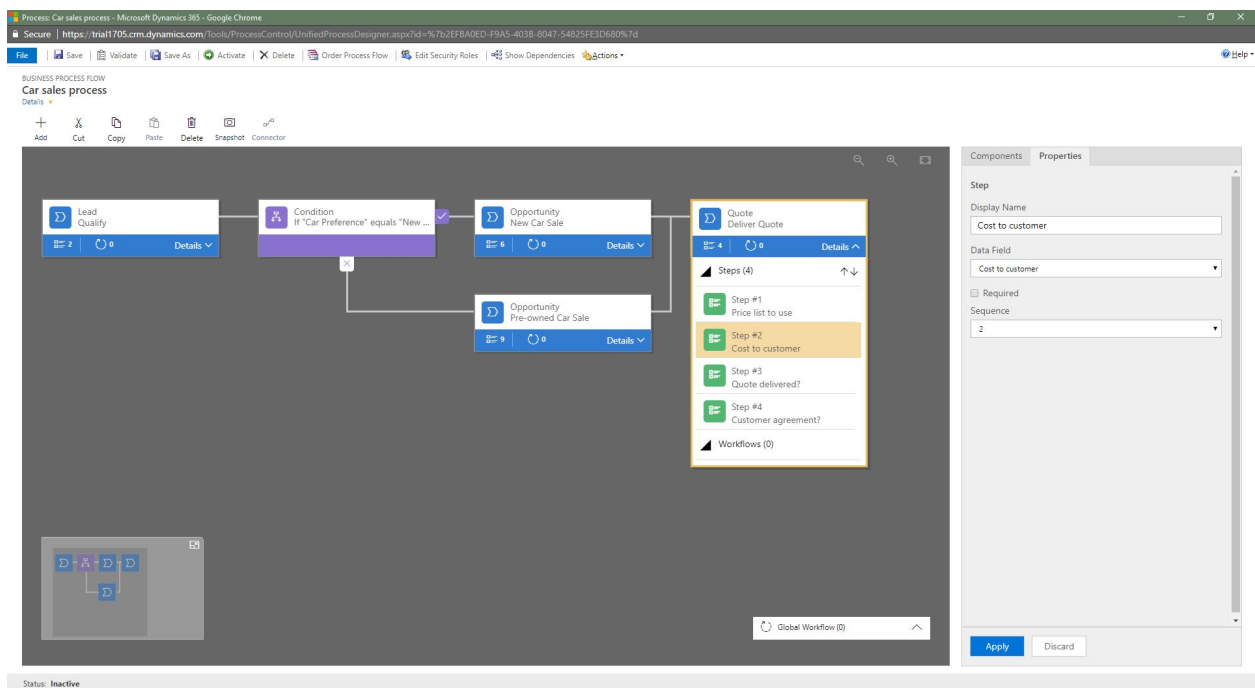 Process: Car sales process - Microsoft Dynamics 365 - Google Chrome
Secure | https://trial1705.crm.dynamics.com/Tools/ProcessControl/UnifiedProcessDesigner.aspx?id=%7b2EFBA0ED-F9A5-403B-8047-54825FE3D680%7d
File Save Validate Save As Activate Delete Order Process Flow Edit Security Roles Show Dependencies Actions Help
BUSINESS PROCESS FLOW
Car sales process
Details
Add Cut Copy Paste Delete Snapshot Connector
Lead
Qualify
2 0 Details
Condition
If "Car Preference" equals "New ...
Opportunity
New Car Sale
6 0 Details
Opportunity
Pre-owned Car Sale
9 0 Details
Quote
Deliver Quote
4 0 Details
Steps (4)
Step #1
Price list to use
Step #2
Cost to customer
Step #3
Quote delivered?
Step #4
Customer agreement?
Workflows (0)
Global Workflow (0)
Components Properties
Step
Display Name
Cost to customer
Data Field
Cost to customer
Required
Sequence
2
Apply Discard
Status: Inactive